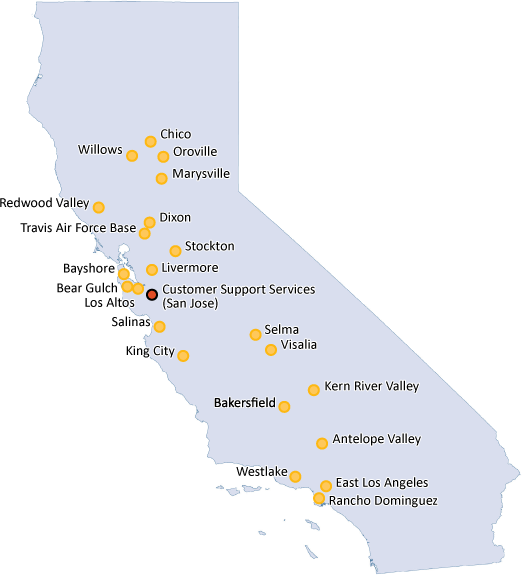 Chico
Willows
Oroville
Marysville
Redwood Valley
Dixon
Travis Air Force Base
Stockton
Bayshore
Livermore
Bear Gulch
Customer Support Services
(San Jose)
Los Altos
Salinas
Selma
King City
Visalia
Kern River Valley
Bakersfield
Antelope Valley
Westlake
East Los Angeles
Rancho Dominguez